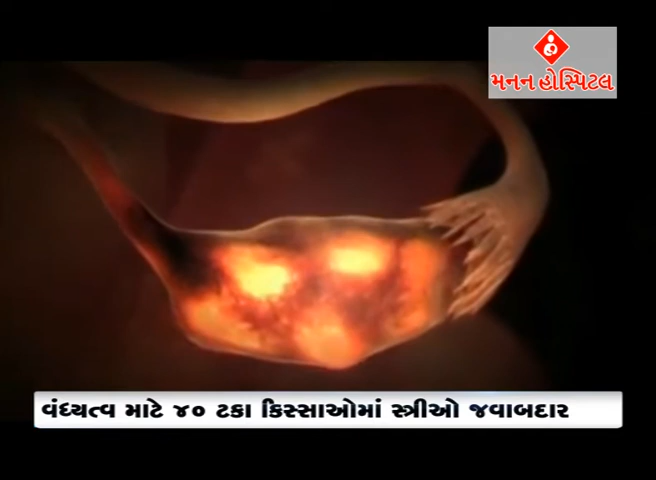 મનન હોસ્પિટલ
વંધ્યત્વ માટે ૪૦ ટકા કિસ્સાઓમાં સ્ત્રીઓ જવાબદાર